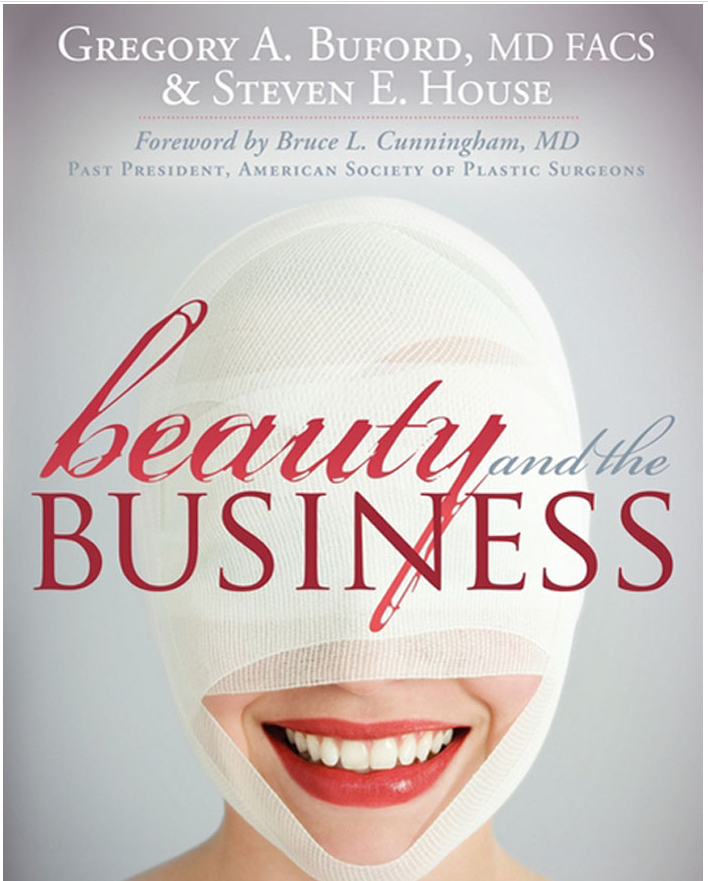 GREGORY A. BUFORD, MD FACS
& STEVEN E. HOUSE
Foreword by Bruce L. Cunningham, MD
PAST PRESIDENT, AMERICAN SOCIETY OF PLASTIC SURGEONS
beauty and the
BUSINESS